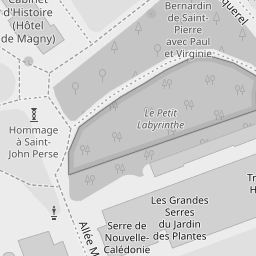 Cabinet
d'Histoire
(Hôtel
de Magny)
Bernardin
de Saint-
Pierre
avec Paul
et Virginie
Le Petit
Labyrinthe
Hommage
à Saint-
John Perse
Les Grandes
Serres
du Jardin
des Plantes
Serre de
Nouvelle-
Calédonie
Allée